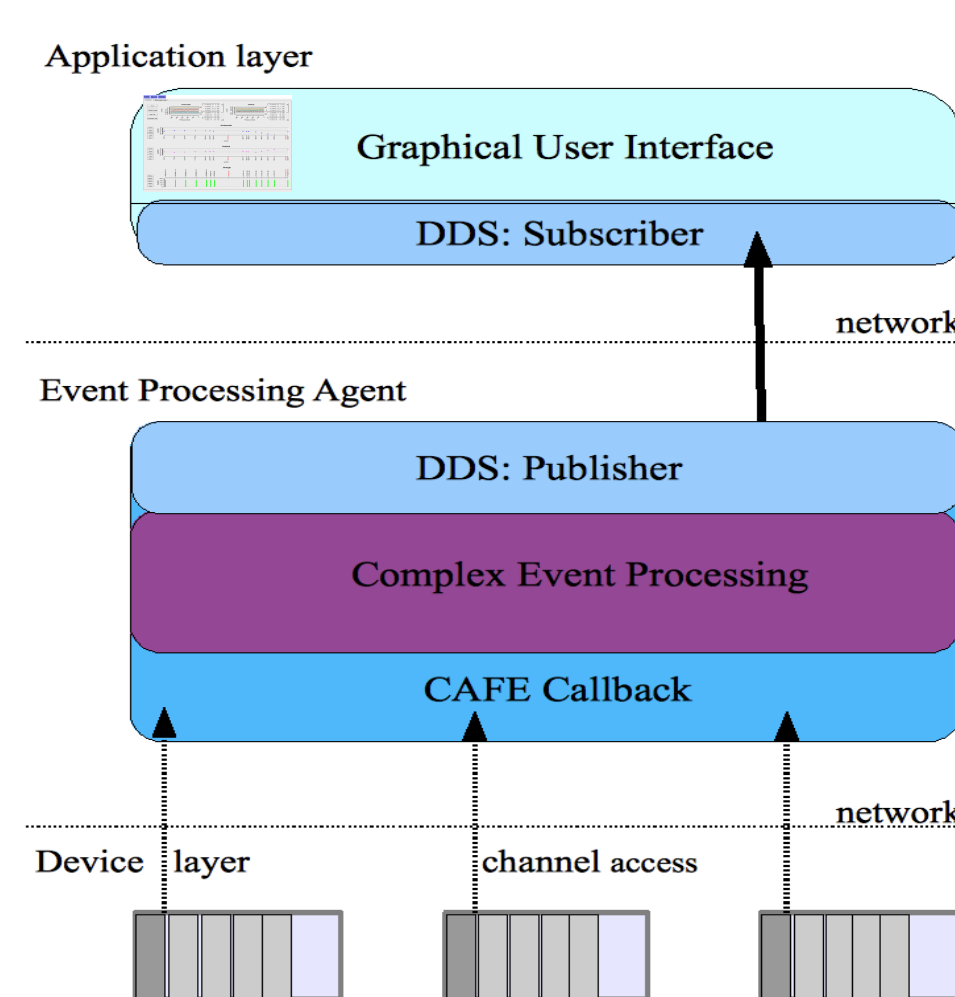 Application layer
Graphical User Interface
DDS: Subscriber
network
Event Processing Agent
DDS: Publisher
Complex Event Processing
CAFE Callback
network
Device layer
channel access